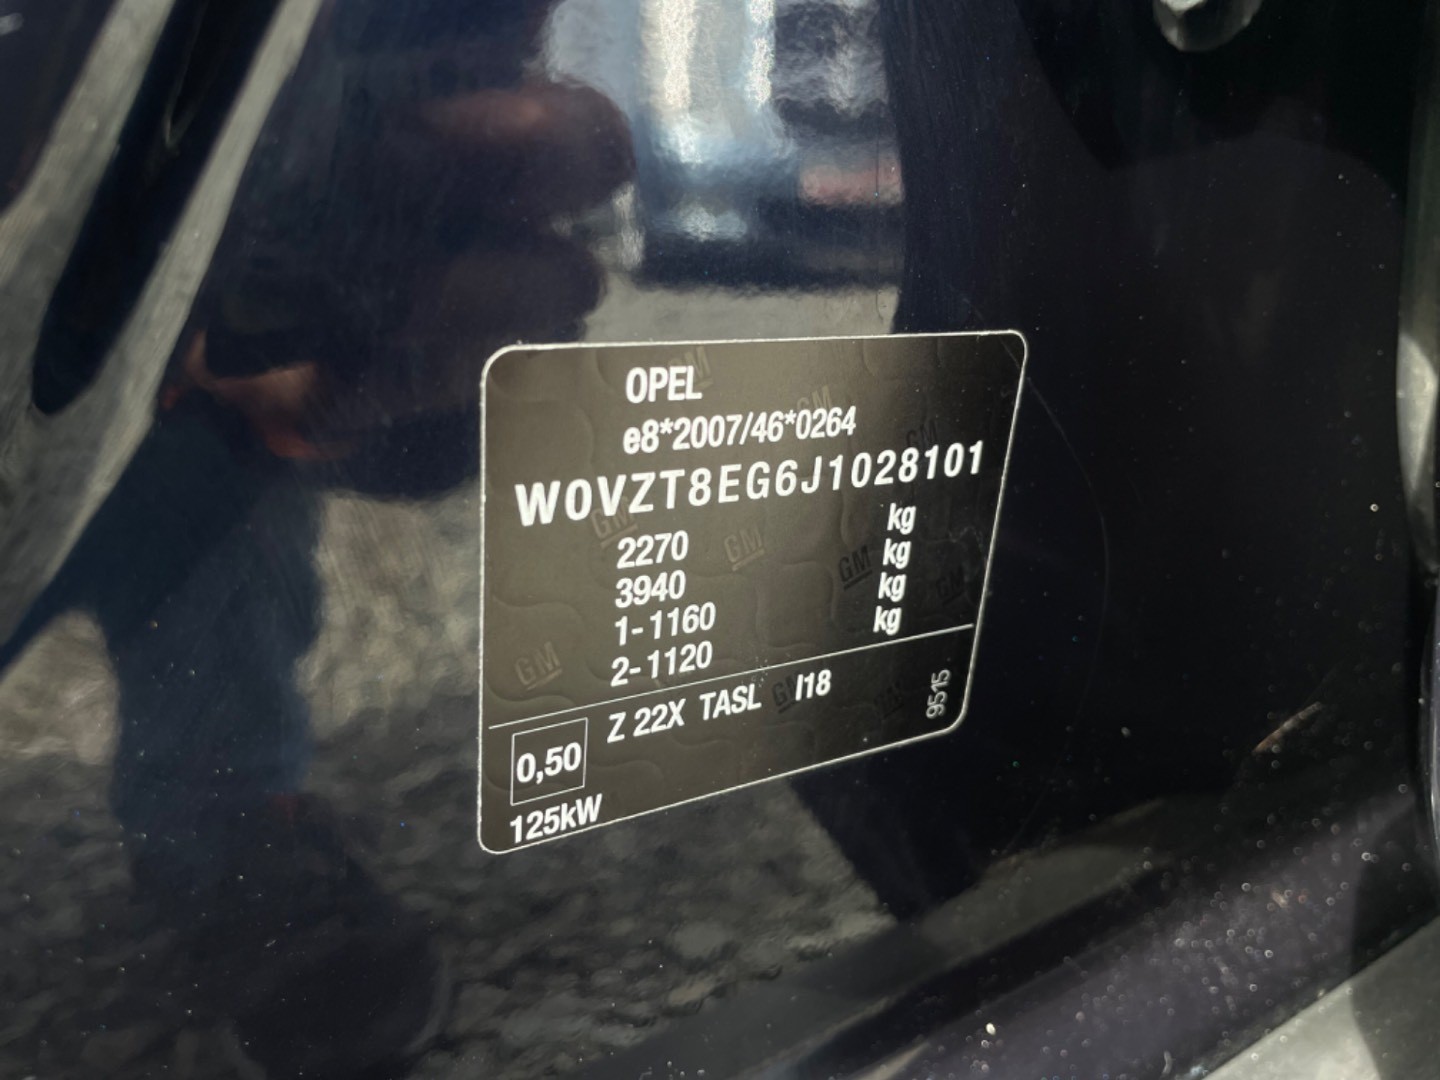 OPEL
e8*2007/46*0264
W0VZT8EG6J1028101
2270 kg
3940 kg
1-1160 kg
2-1120 kg
Z 22X TASL I18
9515
0,50
125kW